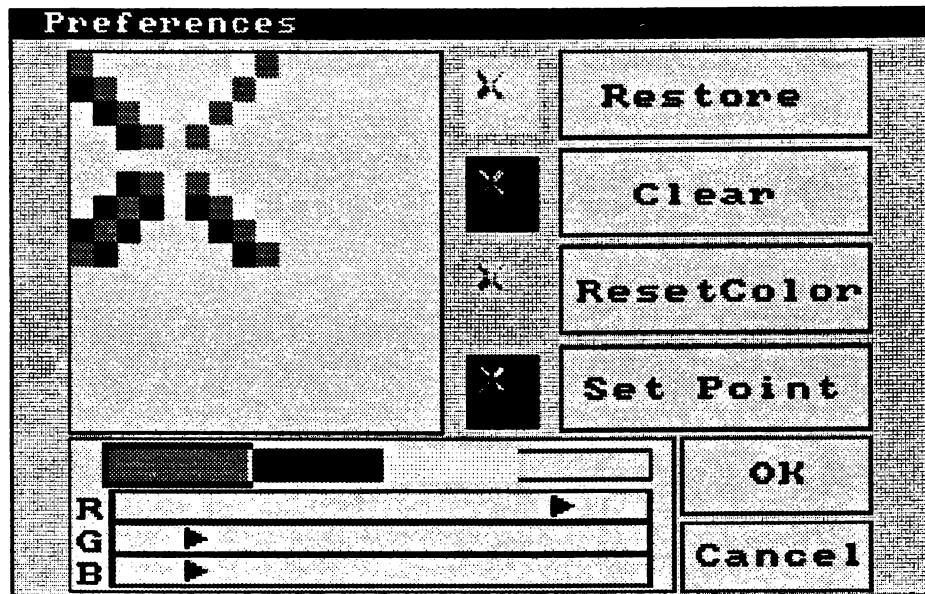 Preferences
Restore
Clear
ResetColor
Set Point
OK
R
G
B
Cancel